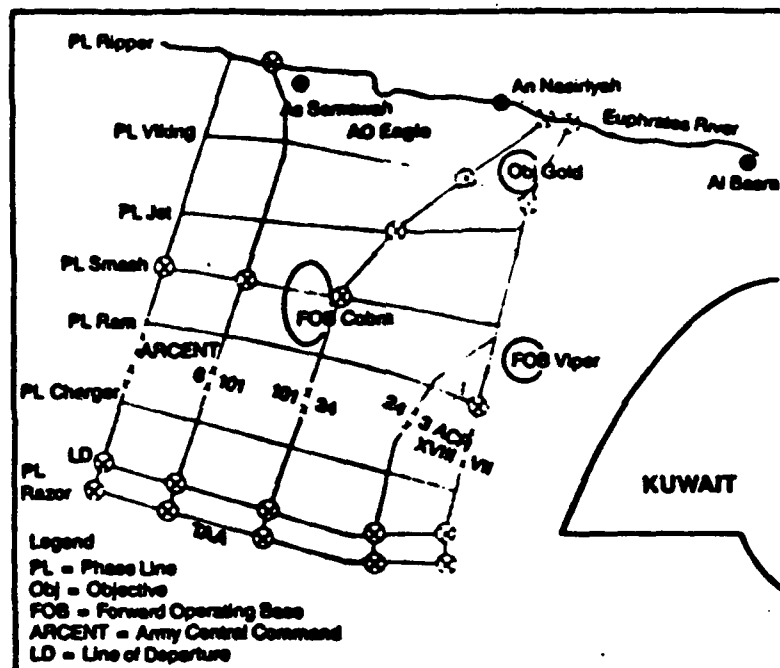 PL Ripper
As Samawah
An Nasiriyah
AO Eagle
Euphrates River
PL Viking
Obj Gold
Al Basra
PL Jet
PL Smash
FOB Cobra
PL Ram
FOB Viper
ARCENT
6 x 101
101 x 24
24 x 3 ACR
XVIII VII
PL Charger
LD
PL
Razor
KUWAIT
TAA
Legend
PL = Phase Line
Obj = Objective
FOB = Forward Operating Base
ARCENT = Army Central Command
LD = Line of Departure